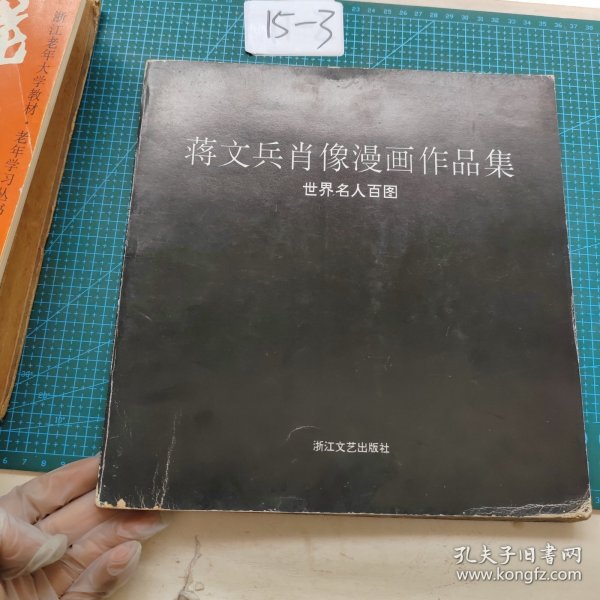 15-3
蒋文兵肖像漫画作品集
世界名人百图
浙江文艺出版社
浙江老年大学教材·老年学习丛书
孔夫子旧书网
www.kongfz.com